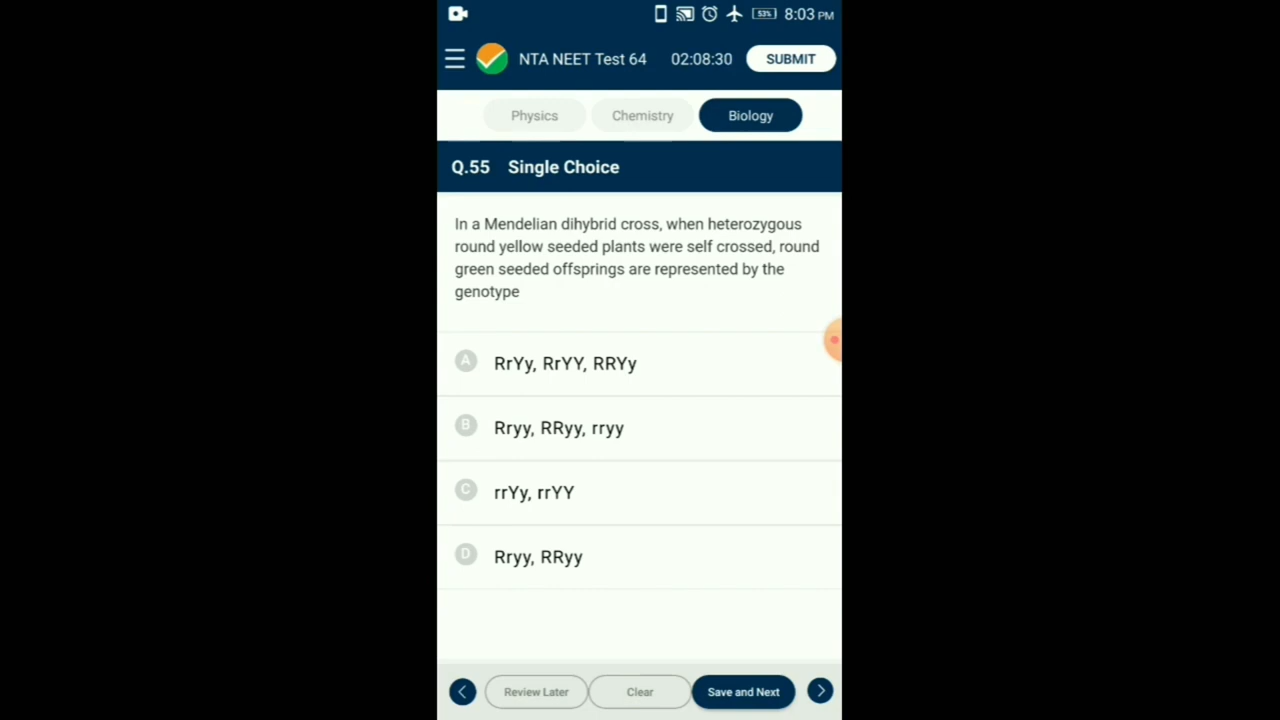 53% 8:03 PM
NTA NEET Test 64 02:08:30 SUBMIT
Physics Chemistry Biology
Q.55 Single Choice
In a Mendelian dihybrid cross, when heterozygous
round yellow seeded plants were self crossed, round
green seeded offsprings are represented by the
genotype
A RrYy, RrYY, RRYy
B Rryy, RRyy, rryy
C rrYy, rrYY
D Rryy, RRyy
Review Later Clear Save and Next